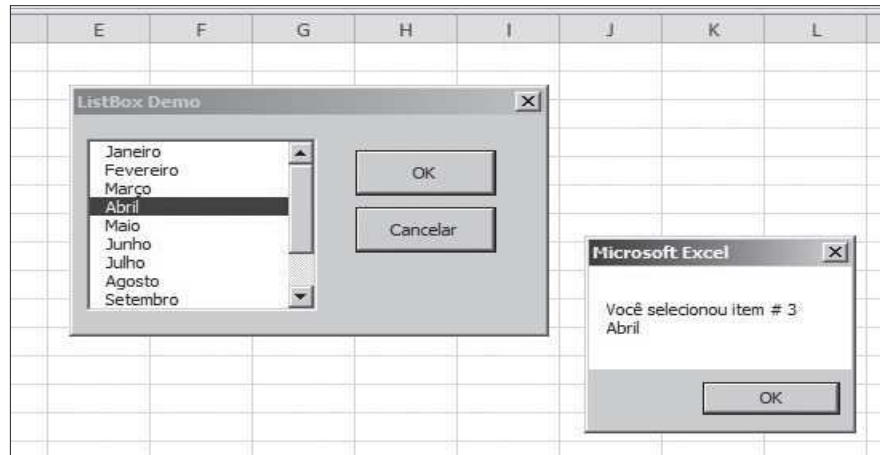 E F G H I J K L
ListBox Demo
Janeiro
Fevereiro
Março
Abril
Maio
Junho
Julho
Agosto
Setembro
OK
Cancelar
Microsoft Excel
Você selecionou item # 3
Abril
OK